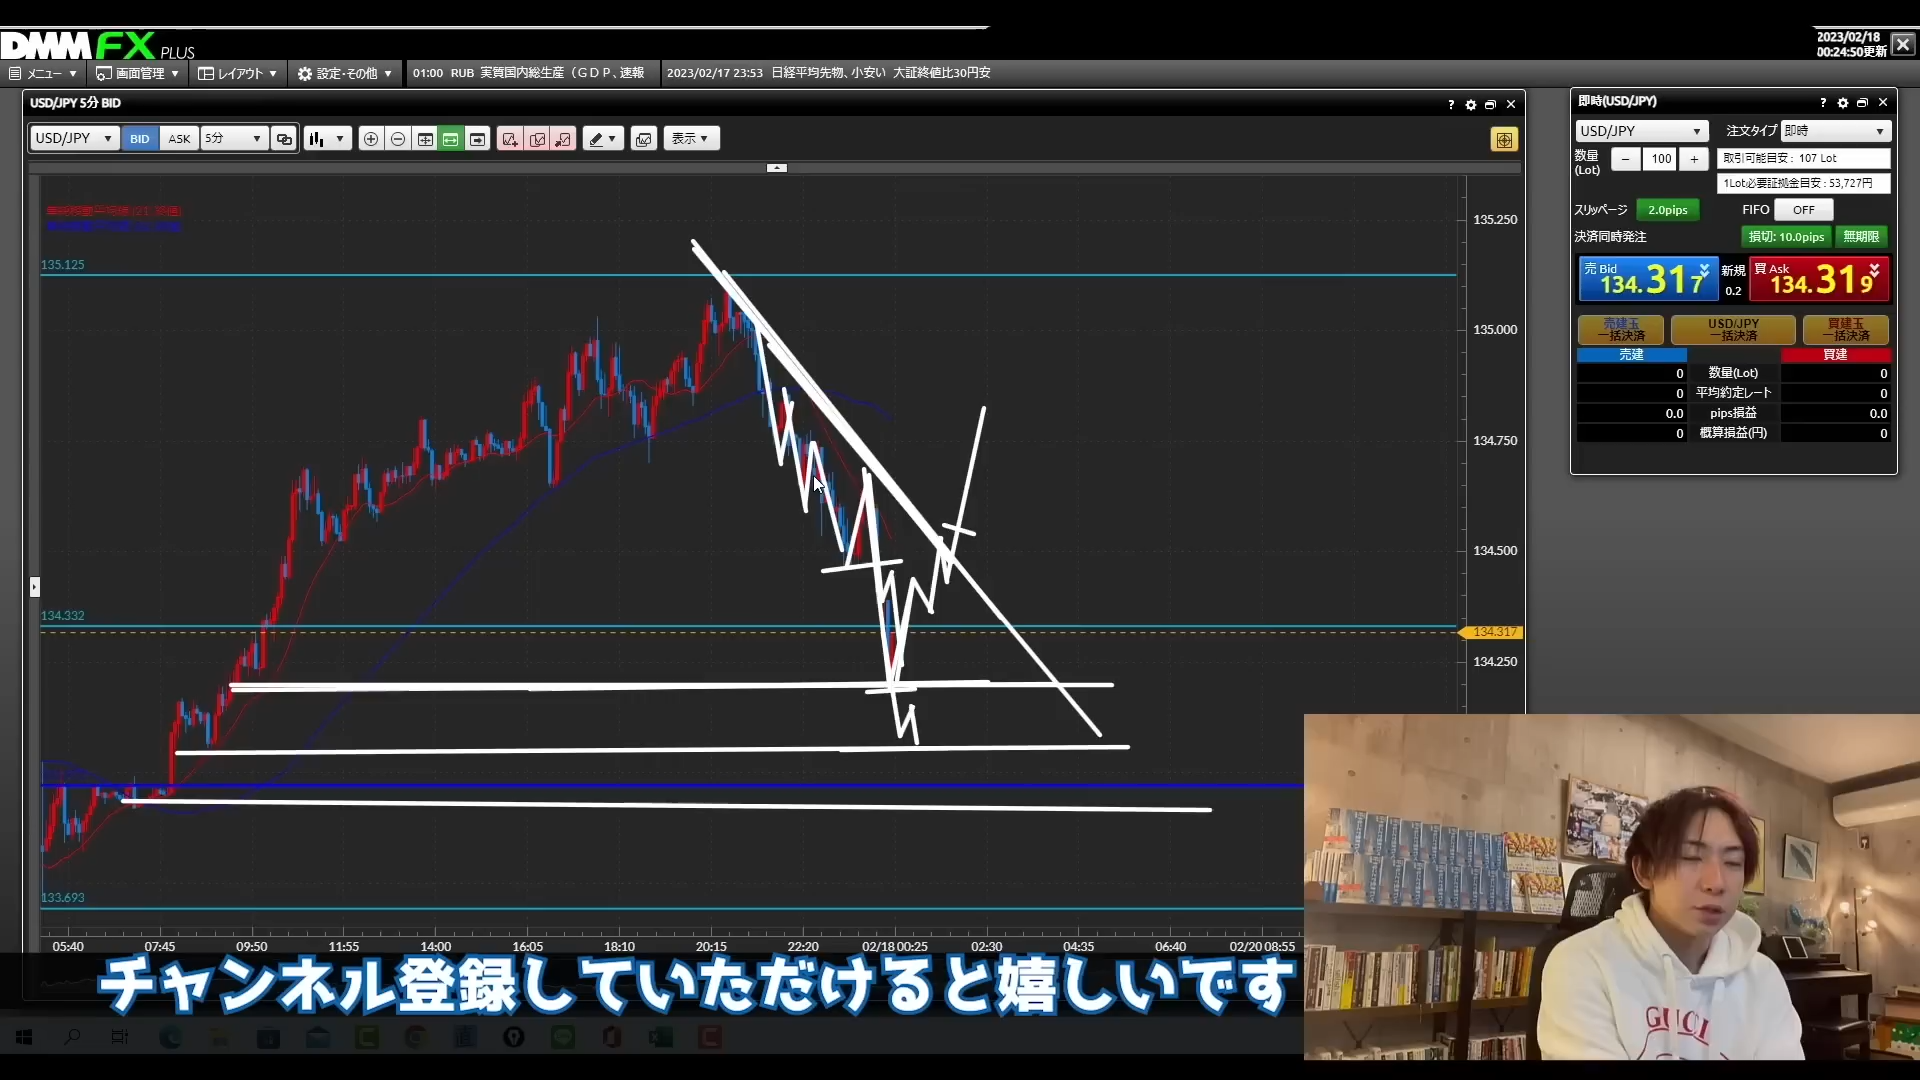 DMM FX PLUS
2023/02/18
00:24:50更新
メニュー
画面管理
レイアウト
設定・その他
01:00 RUB 実質国内総生産（ＧＤＰ、速報
2023/02/17 23:53 日経平均先物、小安い 大証終値比30円安
USD/JPY 5分 BID
USD/JPY
BID
ASK
5分
表示
135.125
134.332
133.693
135.250
135.000
134.750
134.500
134.317
134.250
05:40
07:45
09:50
11:55
14:00
16:05
18:10
20:15
22:20
02/18 00:25
02:30
04:35
06:40
02/20 08:55
即時(USD/JPY)
USD/JPY
注文タイプ
即時
数量
(Lot)
－
100
＋
取引可能目安 : 107 Lot
1Lot必要証拠金目安 : 53,727円
スリッページ
2.0pips
FIFO
OFF
決済同時発注
損切: 10.0pips
無期限
売 Bid
134.317
新規
0.2
買 Ask
134.319
売建玉
一括決済
USD/JPY
一括決済
買建玉
一括決済
売建
買建
0 数量(Lot) 0
0 平均約定レート 0
0.0 pips損益 0.0
0 概算損益(円) 0
チャンネル登録していただけると嬉しいです
GUCCI